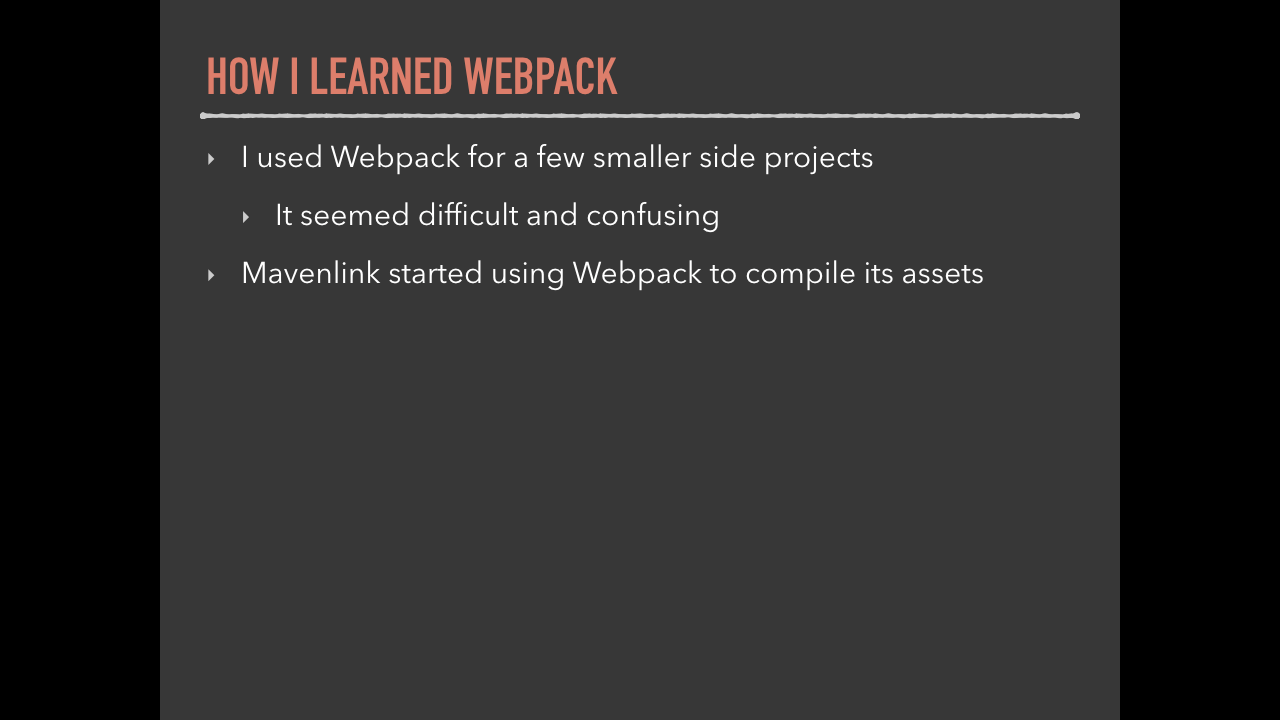 HOW I LEARNED WEBPACK
‣ I used Webpack for a few smaller side projects
‣ It seemed difficult and confusing
‣ Mavenlink started using Webpack to compile its assets